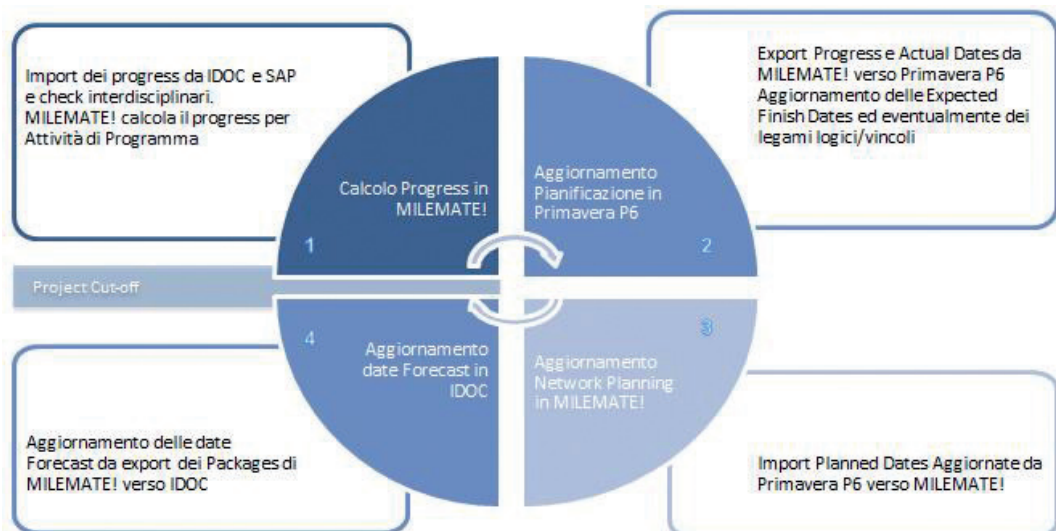 Import dei progress da IDOC e SAP
e check interdisciplinari.
MILEMATE! calcola il progress per
Attività di Programma
Calcolo Progress in
MILEMATE!
1
Export Progress e Actual Dates da
MILEMATE! verso Primavera P6
Aggiornamento delle Expected
Finish Dates ed eventualmente dei
legami logici/vincoli
Aggiornamento
Pianificazione in
Primavera P6
2
Project Cut-off
4
Aggiornamento
date Forecast in
IDOC
3
Aggiornamento
Network Planning
in MILEMATE!
Aggiornamento delle date
Forecast da export dei Packages di
MILEMATE! verso IDOC
Import Planned Dates Aggiornate da
Primavera P6 verso MILEMATE!